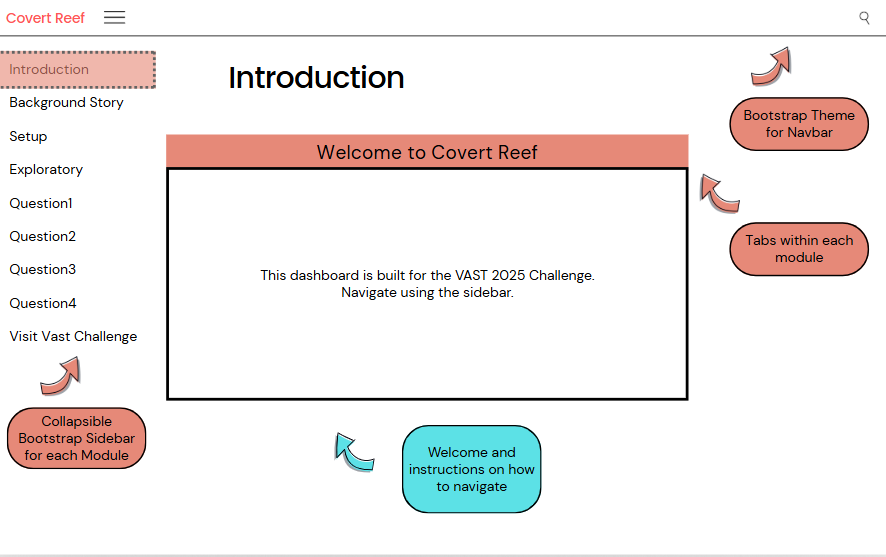 Covert Reef
Introduction
Background Story
Setup
Exploratory
Question1
Question2
Question3
Question4
Visit Vast Challenge
Collapsible
Bootstrap Sidebar
for each Module
Introduction
Welcome to Covert Reef
This dashboard is built for the VAST 2025 Challenge.
Navigate using the sidebar.
Welcome and
instructions on how
to navigate
Bootstrap Theme
for Navbar
Tabs within each
module